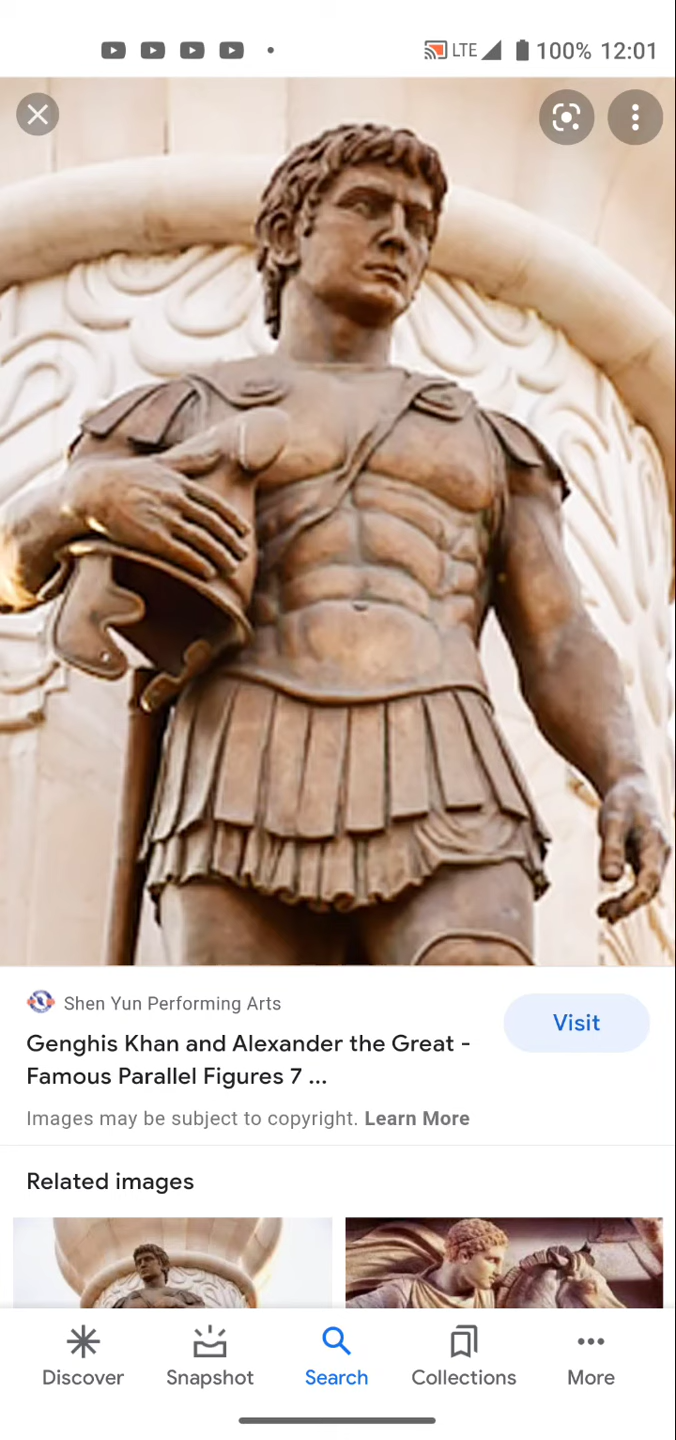 LTE 100% 12:01
Shen Yun Performing Arts
Genghis Khan and Alexander the Great -
Famous Parallel Figures 7 ...
Visit
Images may be subject to copyright. Learn More
Related images
Discover Snapshot Search Collections More